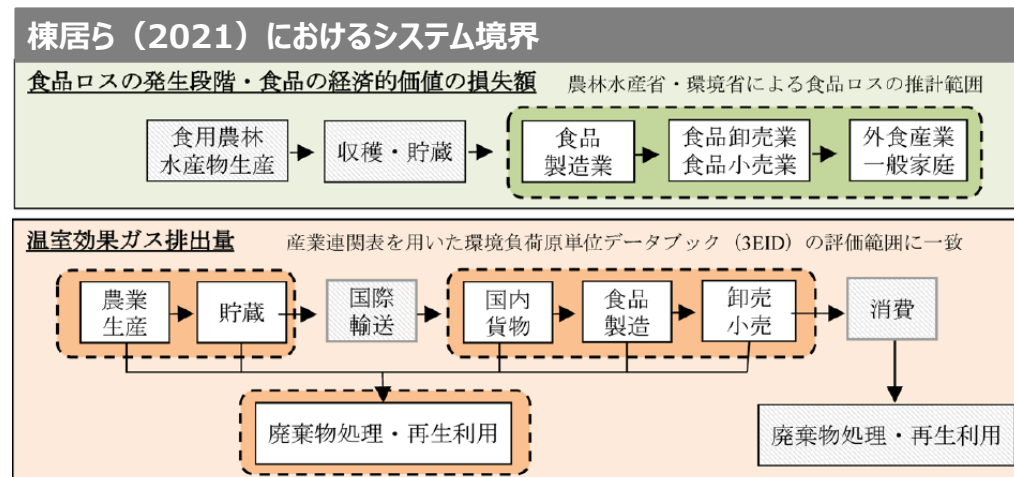 棟居ら（2021）におけるシステム境界
食品ロスの発生段階・食品の経済的価値の損失額
農林水産省・環境省による食品ロスの推計範囲
食用農林
水産物生産
収穫・貯蔵
食品
製造業
食品卸売業
食品小売業
外食産業
一般家庭
温室効果ガス排出量
産業連関表を用いた環境負荷原単位データブック（3EID）の評価範囲に一致
農業
生産
貯蔵
国際
輸送
国内
貨物
食品
製造
卸売
小売
消費
廃棄物処理・再生利用
廃棄物処理・再生利用